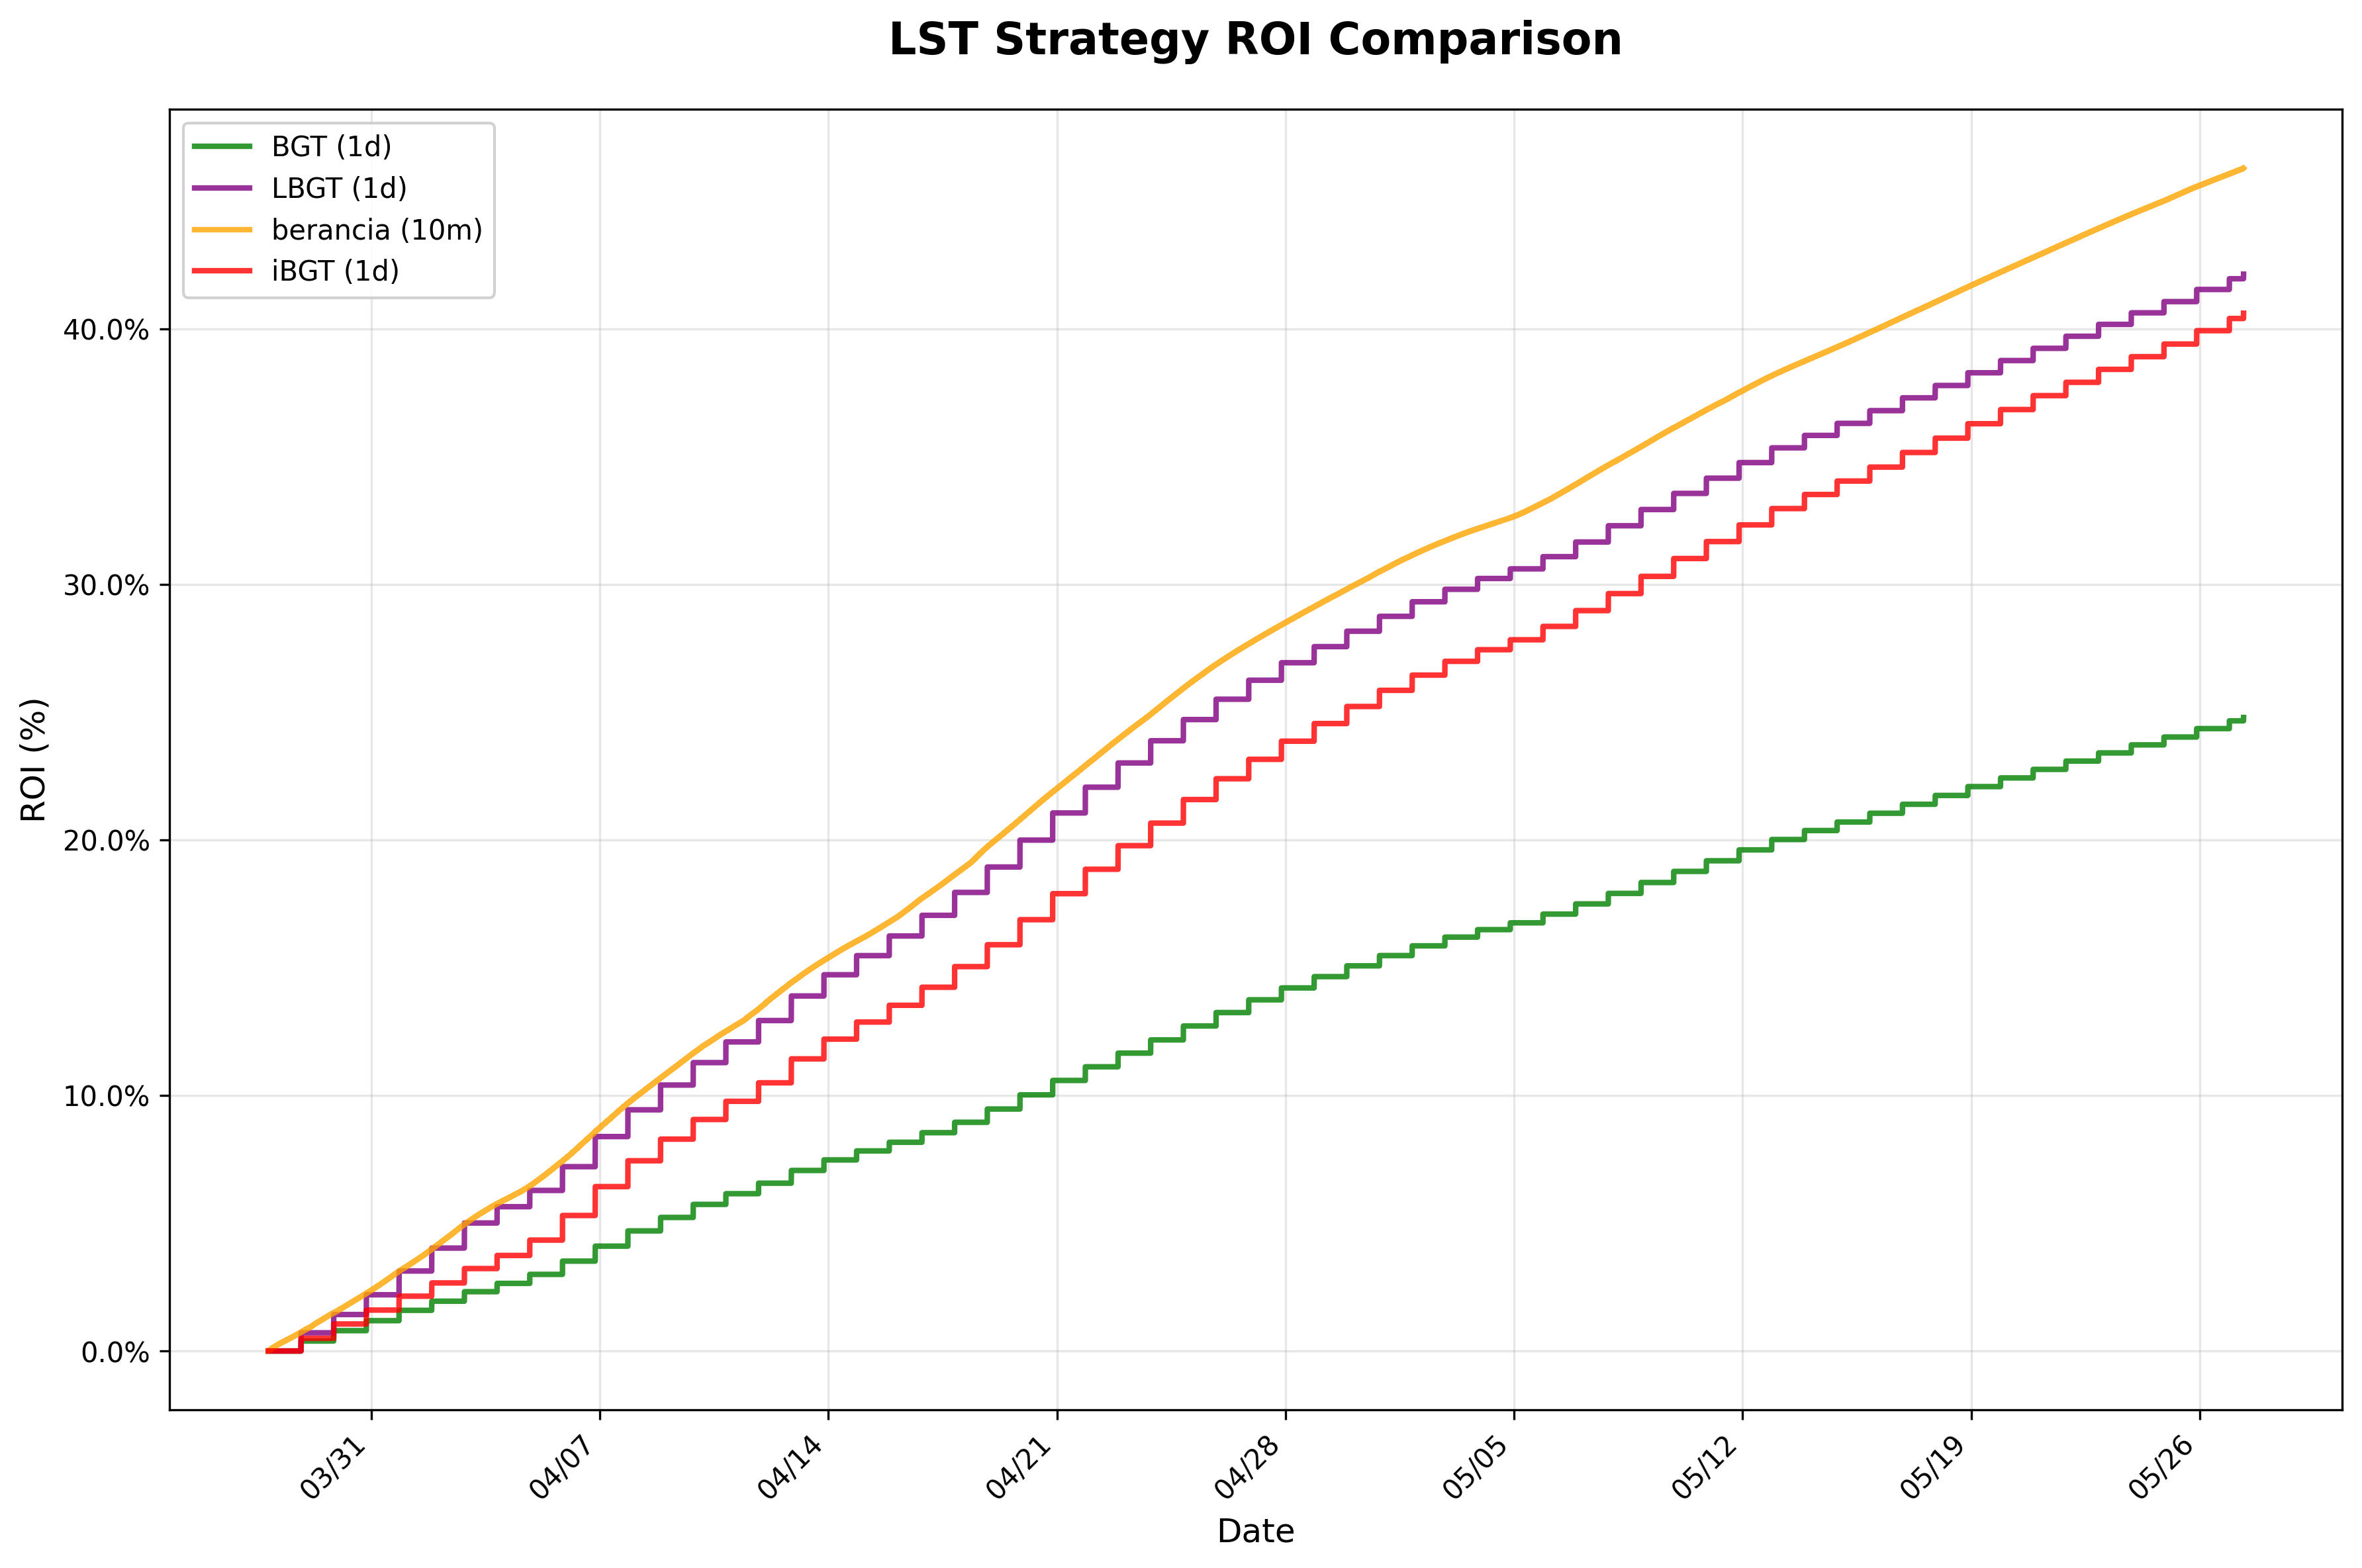 LST Strategy ROI Comparison
BGT (1d)
LBGT (1d)
berancia (10m)
iBGT (1d)
ROI (%)
40.0%
30.0%
20.0%
10.0%
0.0%
03/31
04/07
04/14
04/21
04/28
05/05
05/12
05/19
05/26
Date